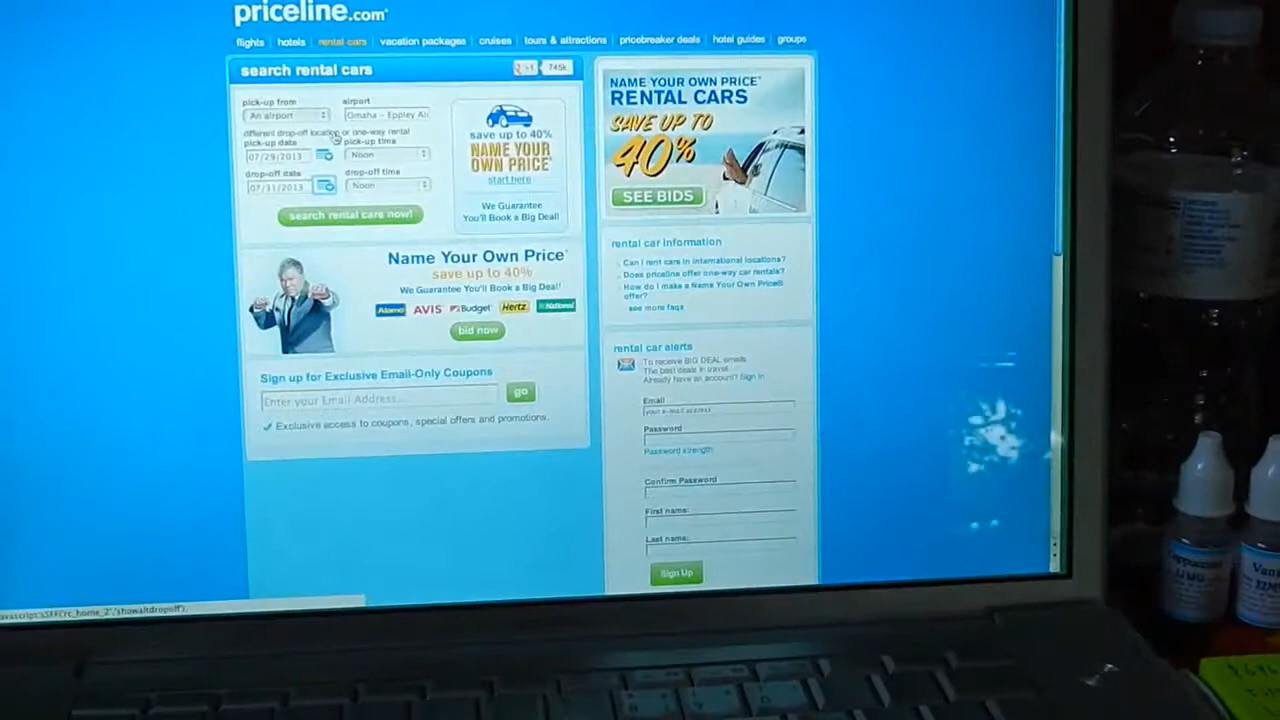 priceline.com
flights hotels rental cars vacation packages cruises tours & attractions pricebreaker deals hotel guides groups
search rental cars
+1 745k
pick-up from airport
An airport Omaha - Eppley Air
different drop-off location or one-way rental
pick-up date pick-up time
07/29/2013 Noon
drop-off date drop-off time
07/31/2013 Noon
search rental cars now!
save up to 40%
NAME YOUR
OWN PRICE*
start here
We Guarantee
You'll Book a Big Deal!
Name Your Own Price*
save up to 40%
We Guarantee You'll Book a Big Deal!
Alamo AVIS Budget Hertz National
bid now
Sign up for Exclusive Email-Only Coupons
Enter your Email Address... go
✓ Exclusive access to coupons, special offers and promotions.
NAME YOUR OWN PRICE*
RENTAL CARS
SAVE UP TO
40%
SEE BIDS
rental car information
Can I rent cars in international locations?
Does priceline offer one-way car rentals?
How do I make a Name Your Own Price®
offer?
see more faqs
rental car alerts
To receive BIG DEAL emails
The best deals in travel
Already have an account? Sign In
Email
your e-mail address
Password
Password strength
Confirm Password
First name:
Last name:
Sign Up
Cappuccino